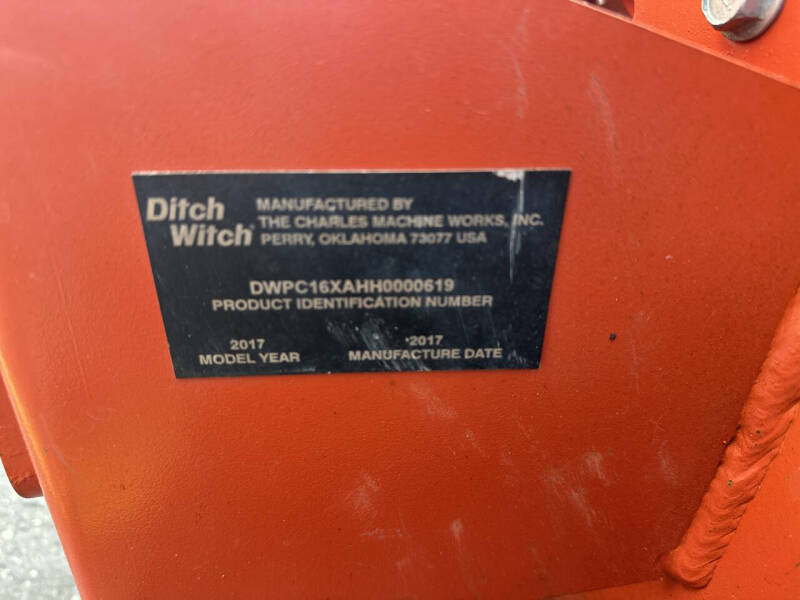 Ditch Witch®
MANUFACTURED BY
THE CHARLES MACHINE WORKS, INC.
PERRY, OKLAHOMA 73077 USA
DWPC16XAHH0000619
PRODUCT IDENTIFICATION NUMBER
2017
MODEL YEAR
2017
MANUFACTURE DATE